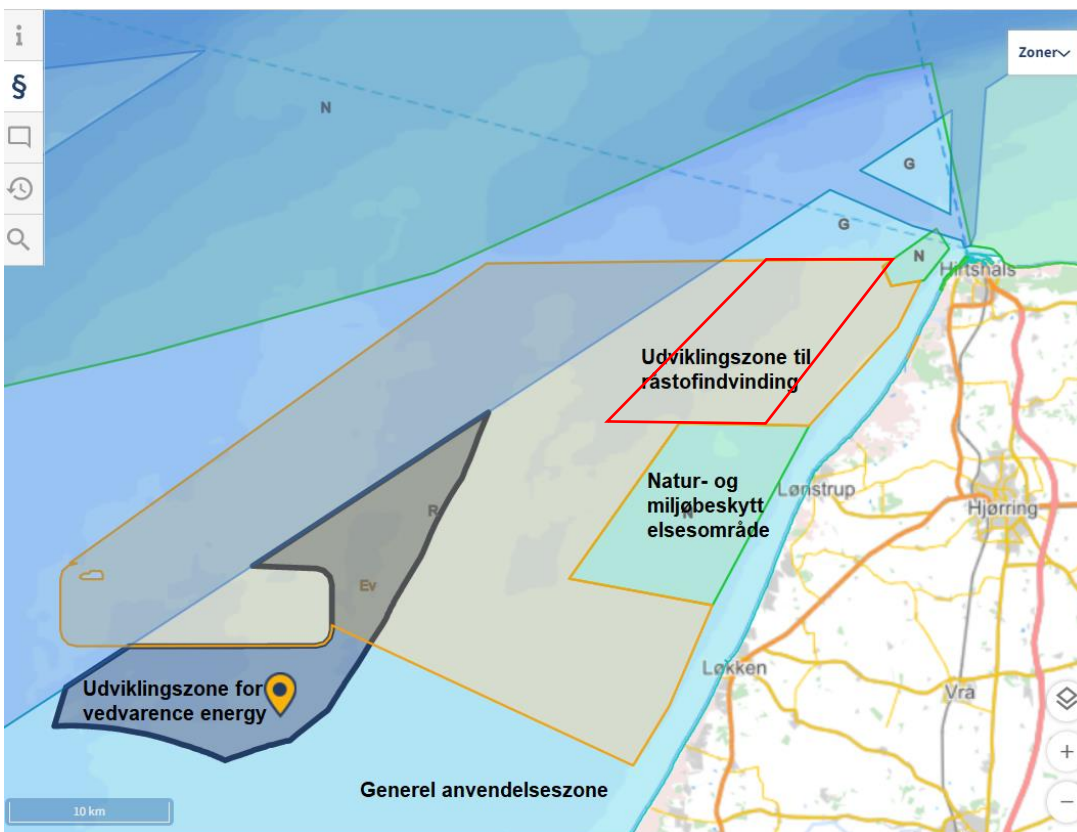 i
§
Zoner
N
G
G
N
Hirtshals
Udviklingszone til
råstofindvinding
Natur- og
miljøbeskytt
N
elsesområde
Lønstrup
Hjørring
R
Ev
Løkken
Vrå
Udviklingszone for
vedvarence energy
Generel anvendelseszone
10 km
+
−